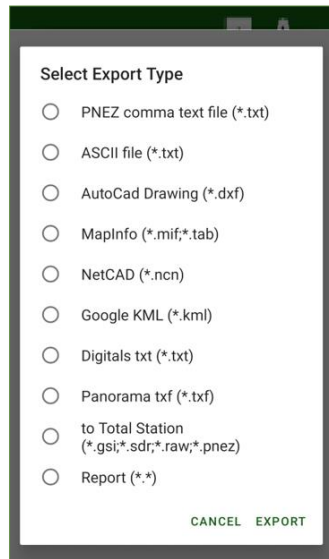 Select Export Type
PNEZ comma text file (*.txt)
ASCII file (*.txt)
AutoCad Drawing (*.dxf)
MapInfo (*.mif;*.tab)
NetCAD (*.ncn)
Google KML (*.kml)
Digitals txt (*.txt)
Panorama txf (*.txf)
to Total Station
(*.gsi;*.sdr;*.raw;*.pnez)
Report (*.*)
CANCEL EXPORT